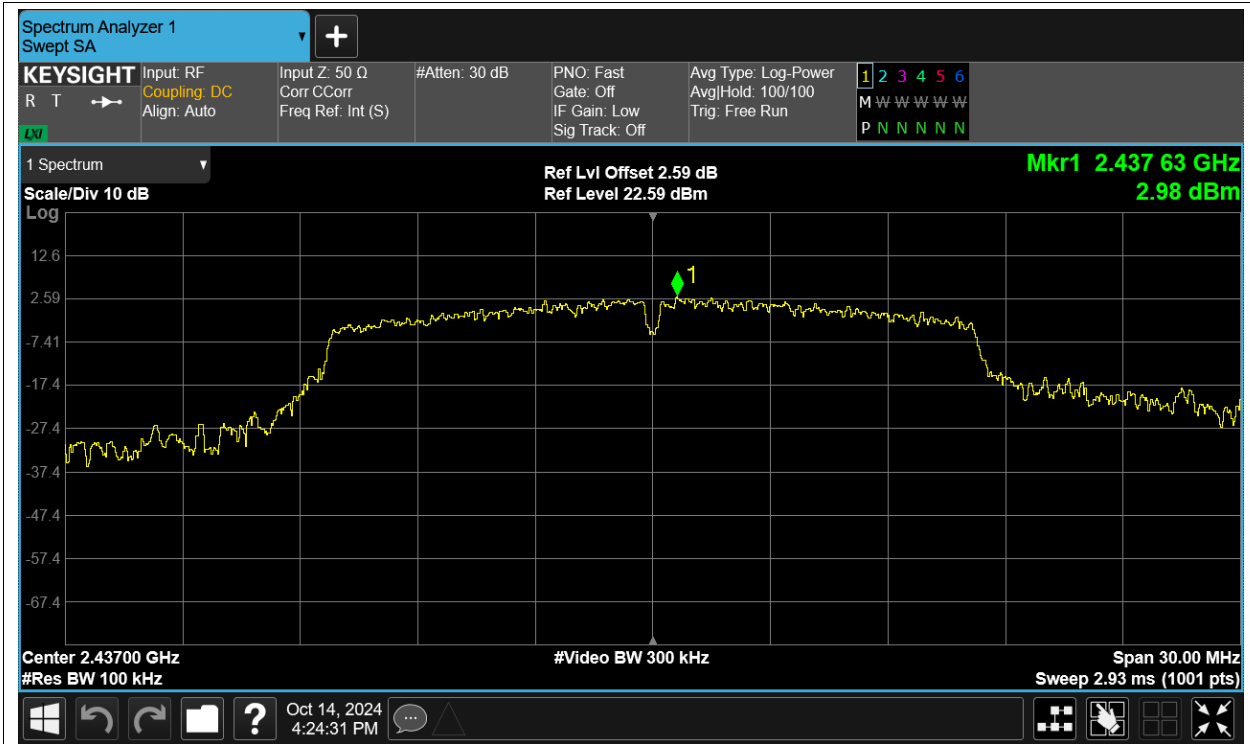 Spectrum Analyzer 1
Swept SA
KEYSIGHT
R T
LXI
Input: RF
Coupling: DC
Align: Auto
Input Z: 50 Ω
Corr CCorr
Freq Ref: Int (S)
#Atten: 30 dB
PNO: Fast
Gate: Off
IF Gain: Low
Sig Track: Off
Avg Type: Log-Power
Avg|Hold: 100/100
Trig: Free Run
1 2 3 4 5 6
M W W W W W
P N N N N N
1 Spectrum
Scale/Div 10 dB
Log
Ref Lvl Offset 2.59 dB
Ref Level 22.59 dBm
Mkr1 2.437 63 GHz
2.98 dBm
12.6
2.59
-7.41
-17.4
-27.4
-37.4
-47.4
-57.4
-67.4
1
Center 2.43700 GHz
#Res BW 100 kHz
#Video BW 300 kHz
Span 30.00 MHz
Sweep 2.93 ms (1001 pts)
?
Oct 14, 2024
4:24:31 PM